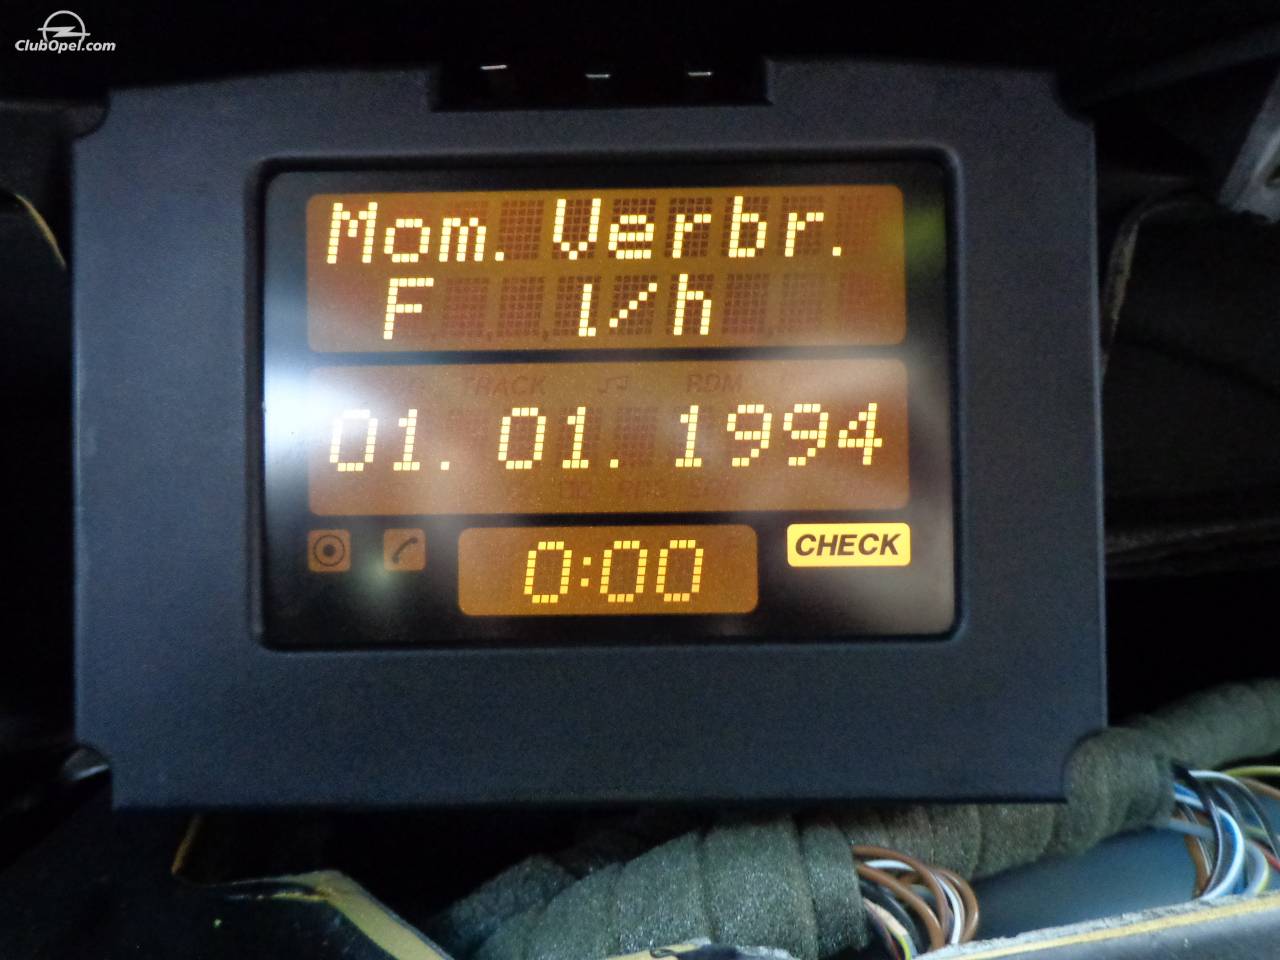 ClubOpel.com
Mom. Verbr.
F l/h
TRACK RDM
01. 01. 1994
0:00 CHECK